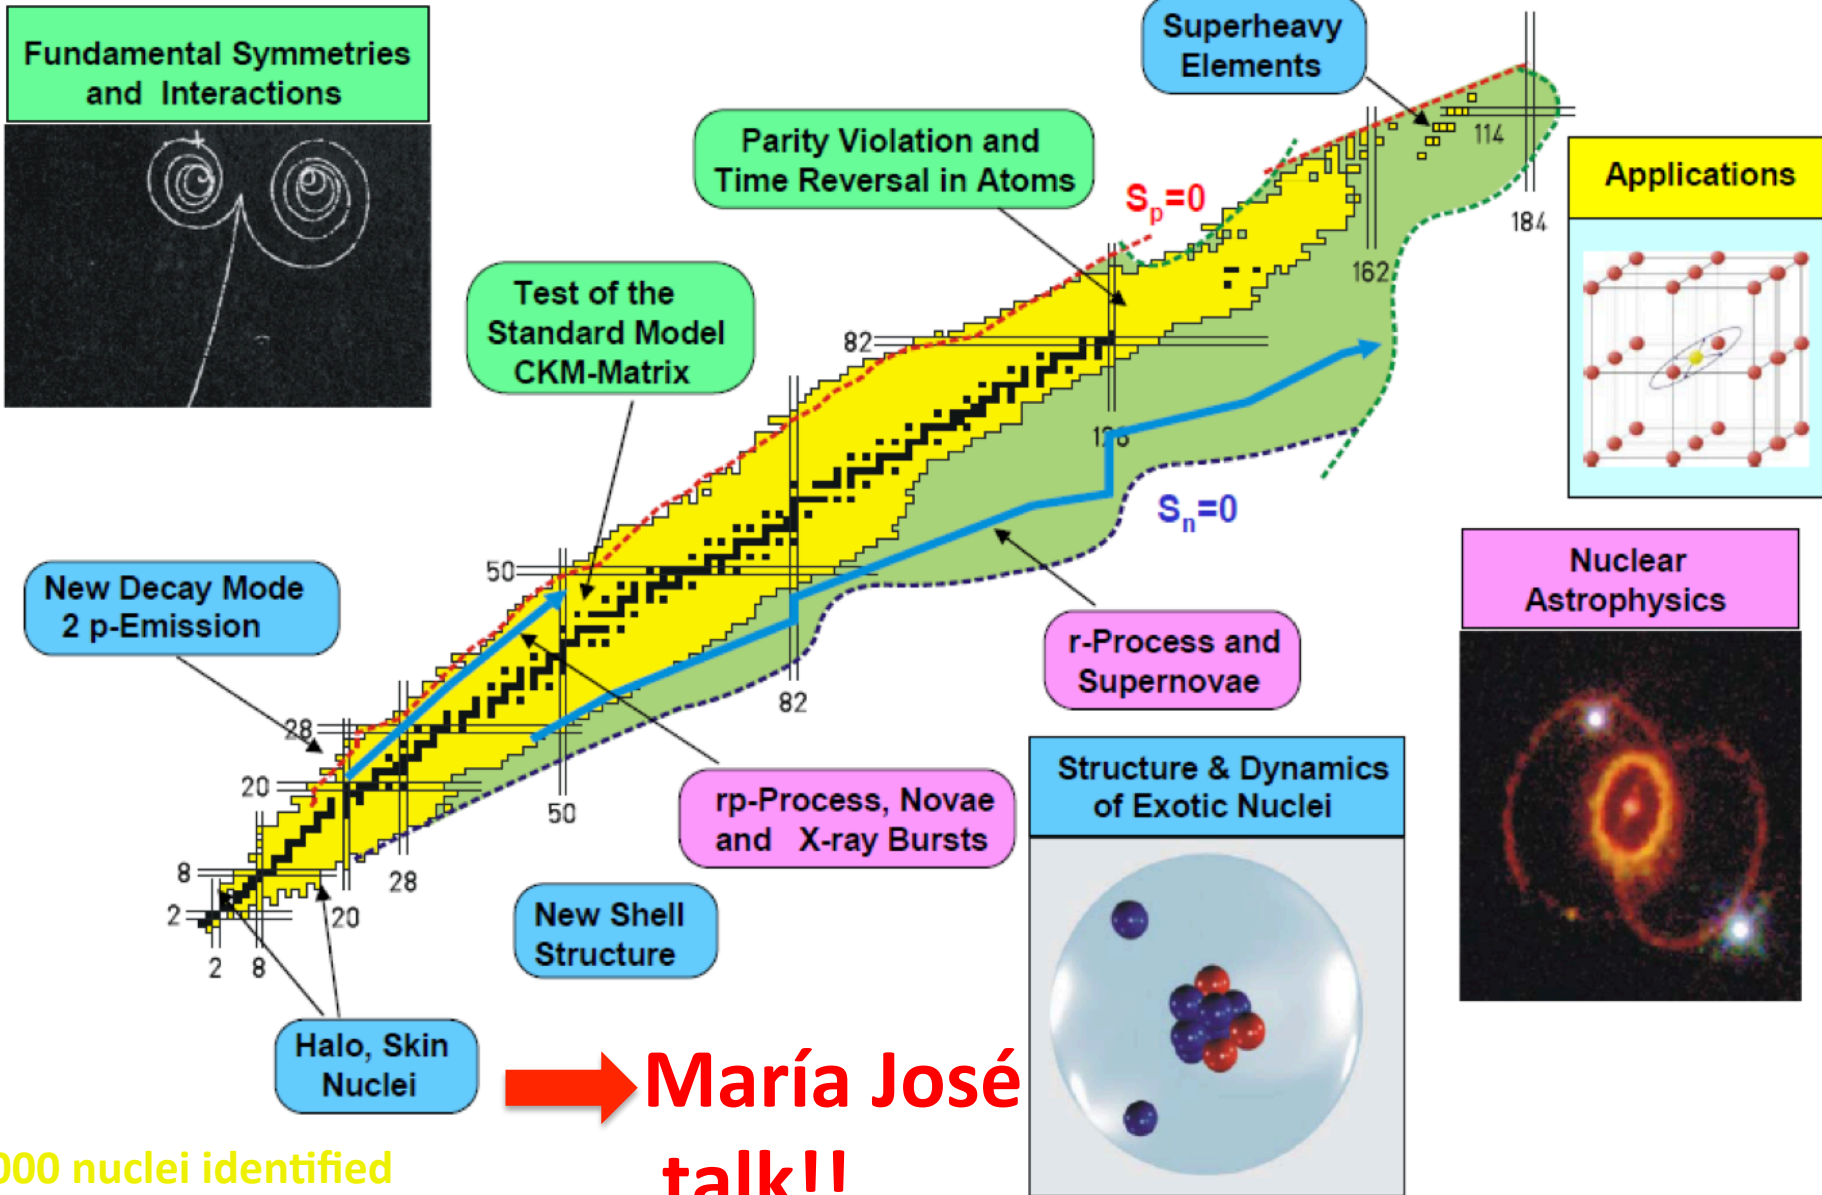 Fundamental Symmetries
and Interactions
Superheavy
Elements
Parity Violation and
Time Reversal in Atoms
Applications
Sp=0
114
184
162
Test of the
Standard Model
CKM-Matrix
82
126
Sn=0
50
New Decay Mode
2 p-Emission
Nuclear
Astrophysics
r-Process and
Supernovae
82
28
20
50
rp-Process, Novae
and X-ray Bursts
Structure & Dynamics
of Exotic Nuclei
8
28
2
20
New Shell
Structure
2
8
Halo, Skin
Nuclei
María José
talk!!
000 nuclei identified